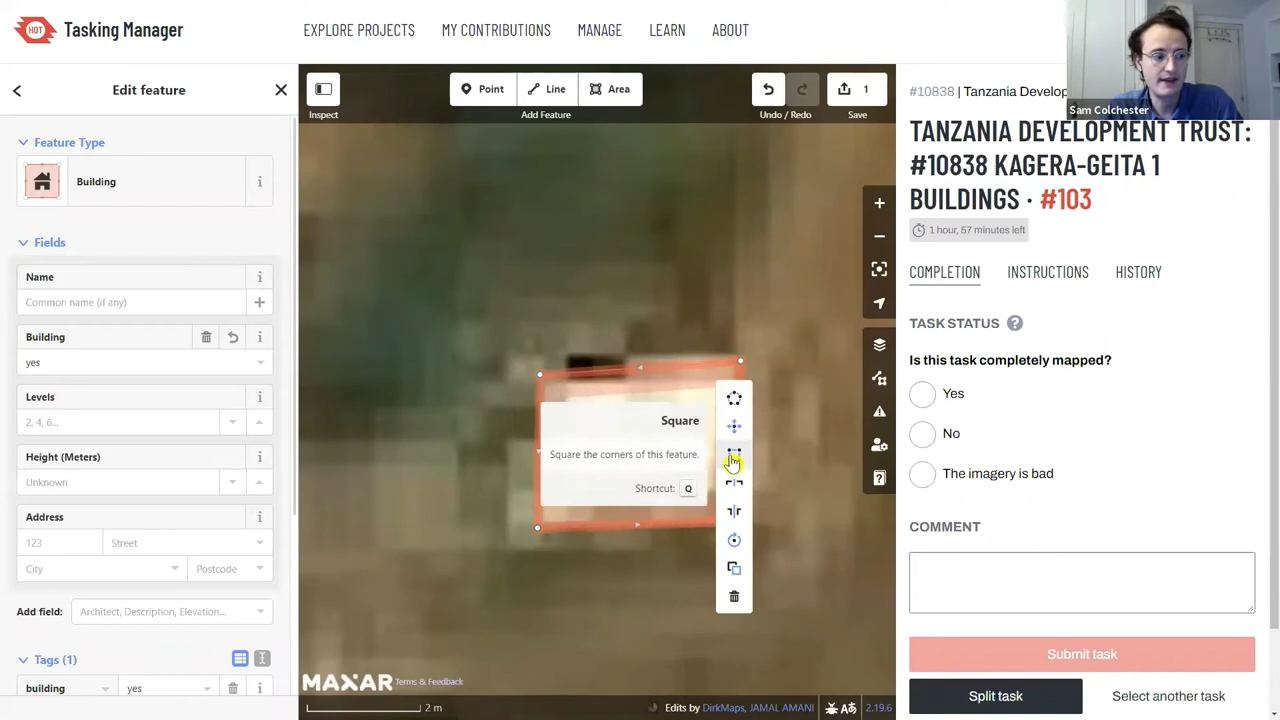 HOT
Tasking Manager
EXPLORE PROJECTS
MY CONTRIBUTIONS
MANAGE
LEARN
ABOUT
Sam Colchester
Edit feature
Feature Type
Building
Fields
Name
Common name (if any)
Building
yes
Levels
2, 4, 6...
Height (Meters)
Unknown
Address
123
Street
City
Postcode
Add field:
Architect, Description, Elevation...
Tags (1)
building
yes
Inspect
Point
Line
Area
Add Feature
Undo / Redo
1
Save
Square
Square the corners of this feature.
Shortcut: Q
MAXAR Terms & Feedback
2 m
Edits by DirkMaps, JAMAL AMANI
2.19.6
#10838 | Tanzania Develop
TANZANIA DEVELOPMENT TRUST:
#10838 KAGERA-GEITA 1
BUILDINGS · #103
1 hour, 57 minutes left
COMPLETION
INSTRUCTIONS
HISTORY
TASK STATUS ?
Is this task completely mapped?
Yes
No
The imagery is bad
COMMENT
Submit task
Split task
Select another task